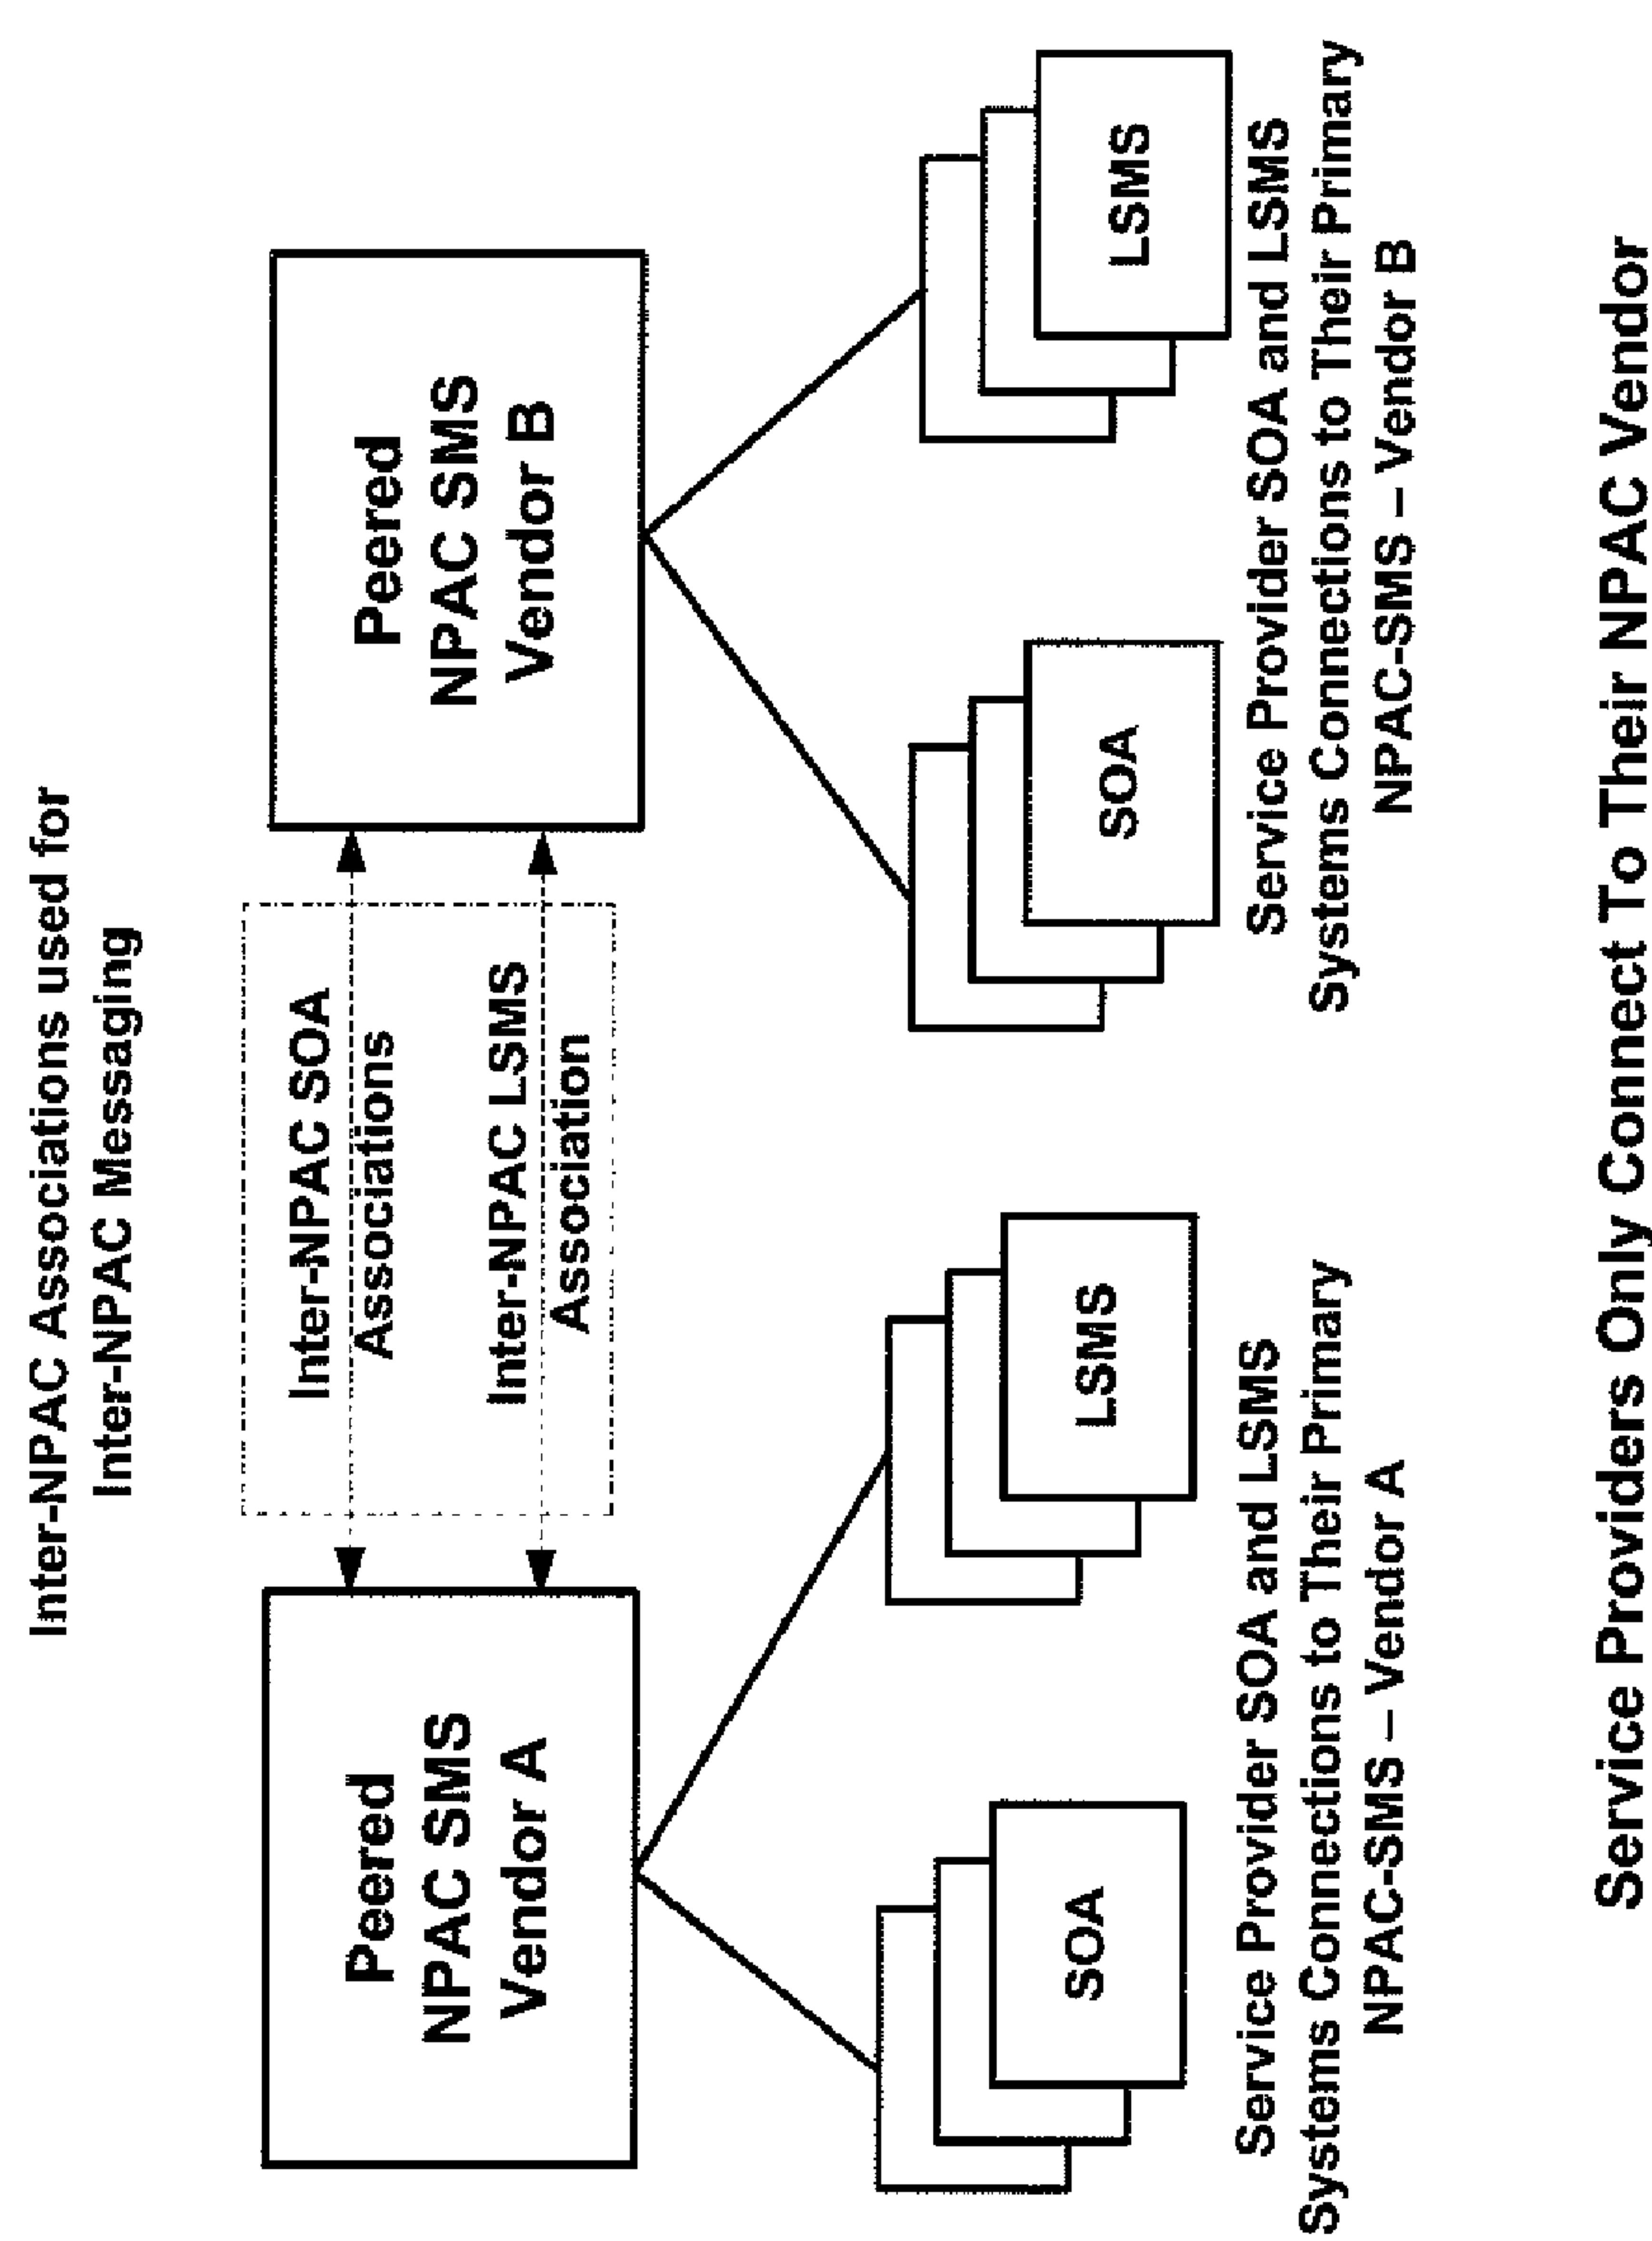 Inter-NPAC Associations used for
Inter-NPAC Messaging
Peered
NPAC SMS
Vendor A
Inter-NPAC SOA
Associations
Inter-NPAC LSMS
Association
Peered
NPAC SMS
Vendor B
SOA
LSMS
SOA
LSMS
Service Provider SOA and LSMS
Systems Connections to Their Primary
NPAC-SMS – Vendor A
Service Provider SOA and LSMS
Systems Connections to Their Primary
NPAC-SMS – Vendor B
Service Providers Only Connect To Their NPAC Vendor